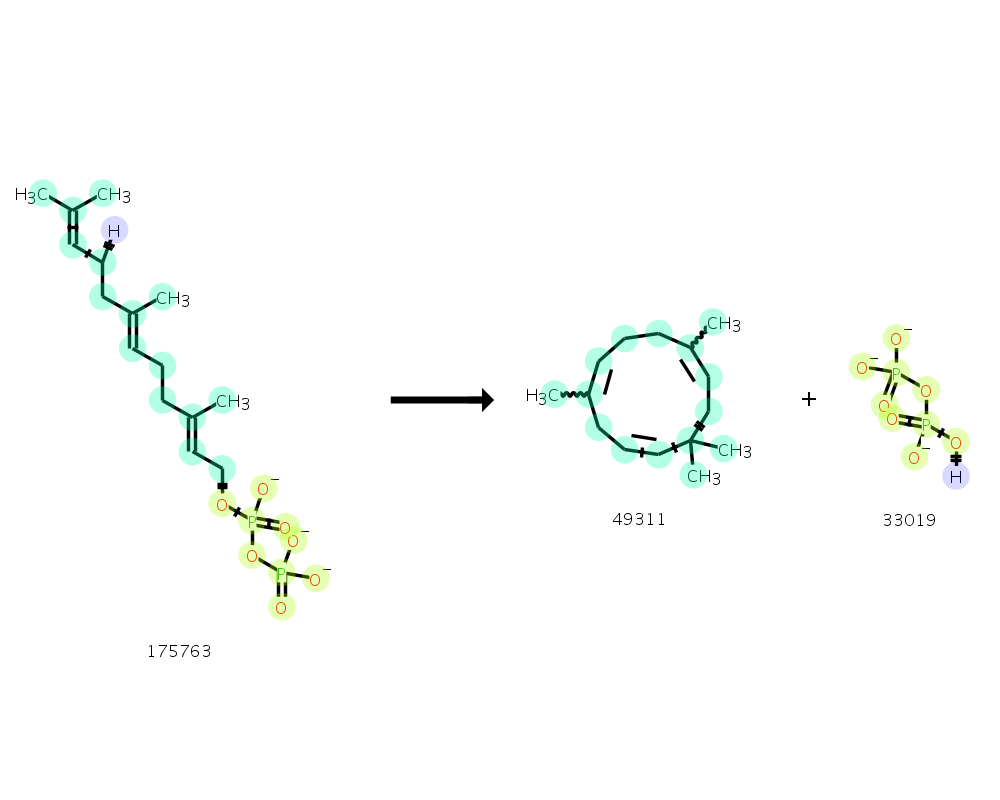 H3C CH3
H
CH3
CH3
O
O−
P O
O O−
P O−
O
175763
CH3
H3C
CH3
CH3
49311
+
O−
O− P
O
O
O P
O
O−
H
33019